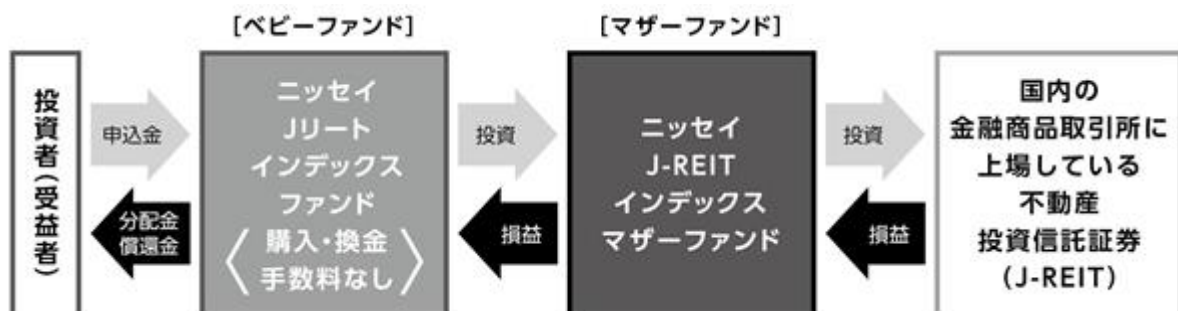 [ベビーファンド]
[マザーファンド]
投資者(受益者)
申込金
分配金
償還金
ニッセイ
Jリート
インデックス
ファンド
〈購入・換金
手数料なし〉
投資
損益
ニッセイ
J-REIT
インデックス
マザーファンド
投資
損益
国内の
金融商品取引所に
上場している
不動産
投資信託証券
(J-REIT)